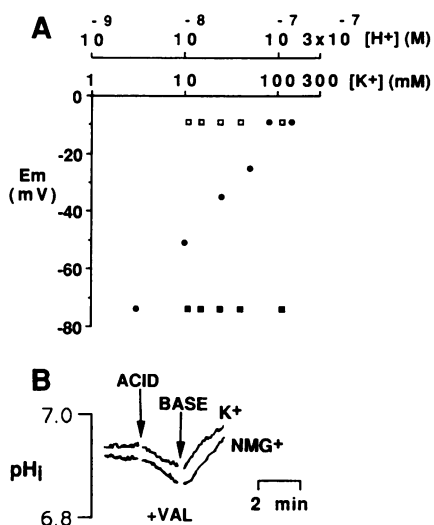 A
-9 -8 -7 -7
10 10 10 3x10 [H+] (M)
1 10 100 300 [K+] (mM)
0
-20
Em
(mV)
-40
-60
-80
B
ACID
BASE
K+
7.0
NMG+
pHi
2 min
6.8
+VAL